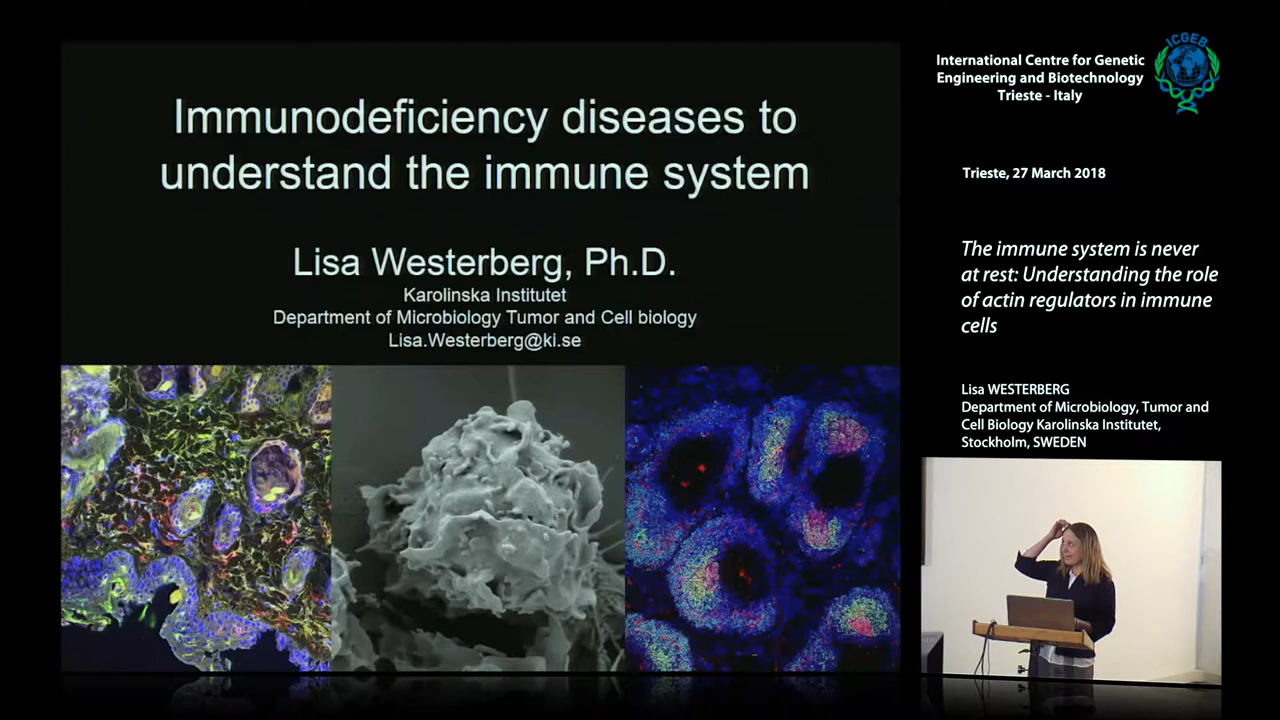 Immunodeficiency diseases to
understand the immune system
Lisa Westerberg, Ph.D.
Karolinska Institutet
Department of Microbiology Tumor and Cell biology
Lisa.Westerberg@ki.se
International Centre for Genetic
Engineering and Biotechnology
Trieste - Italy
ICGEB
Trieste, 27 March 2018
The immune system is never
at rest: Understanding the role
of actin regulators in immune
cells
Lisa WESTERBERG
Department of Microbiology, Tumor and
Cell Biology Karolinska Institutet,
Stockholm, SWEDEN